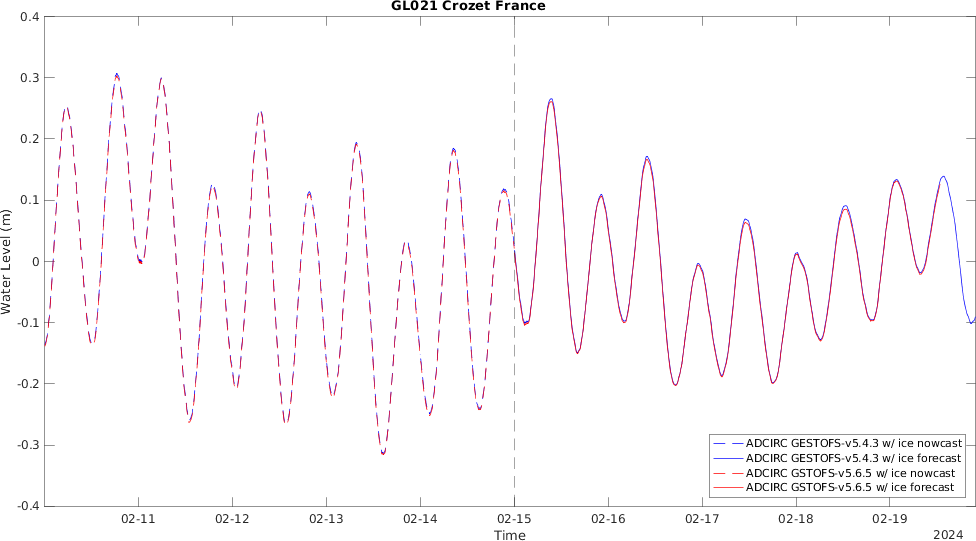 GL021 Crozet France
0.4
0.3
0.2
0.1
0
-0.1
-0.2
-0.3
-0.4
Water Level (m)
02-11
02-12
02-13
02-14
02-15
02-16
02-17
02-18
02-19
Time
2024
ADCIRC GESTOFS-v5.4.3 w/ ice nowcast
ADCIRC GESTOFS-v5.4.3 w/ ice forecast
ADCIRC GSTOFS-v5.6.5 w/ ice nowcast
ADCIRC GSTOFS-v5.6.5 w/ ice forecast